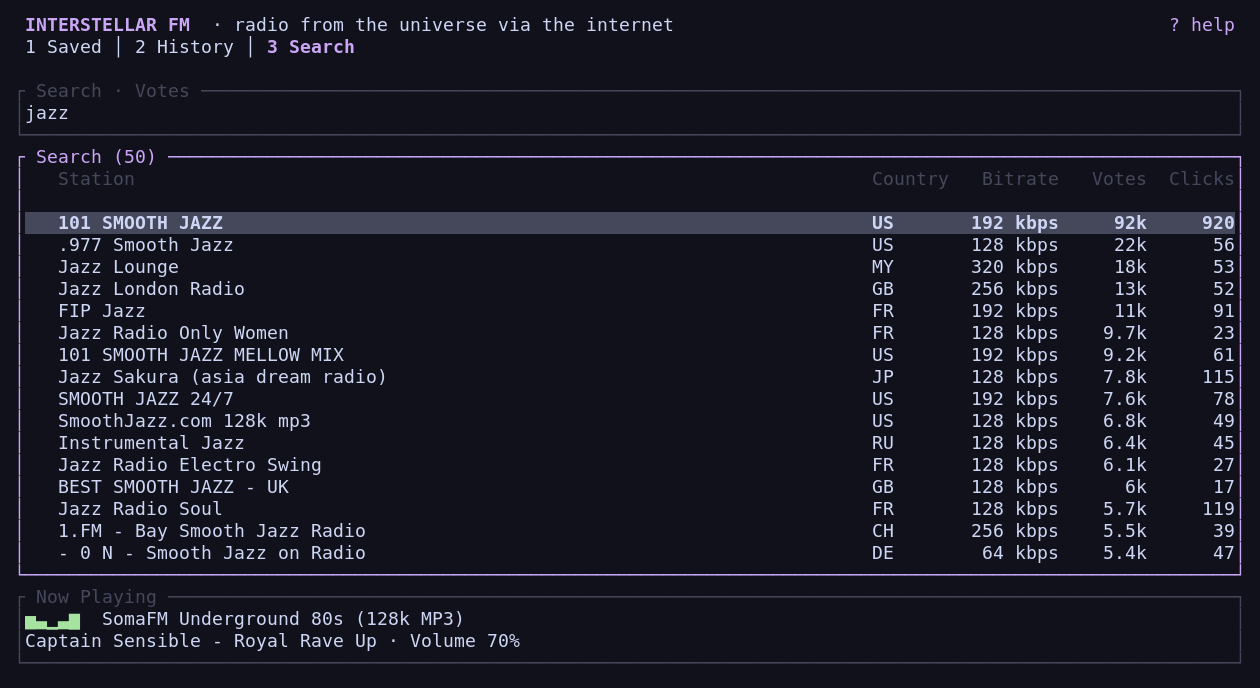 INTERSTELLAR FM · radio from the universe via the internet ? help
1 Saved │ 2 History │ 3 Search
Search · Votes
jazz
Search (50)
Station Country Bitrate Votes Clicks
101 SMOOTH JAZZ US 192 kbps 92k 920
.977 Smooth Jazz US 128 kbps 22k 56
Jazz Lounge MY 320 kbps 18k 53
Jazz London Radio GB 256 kbps 13k 52
FIP Jazz FR 192 kbps 11k 91
Jazz Radio Only Women FR 128 kbps 9.7k 23
101 SMOOTH JAZZ MELLOW MIX US 192 kbps 9.2k 61
Jazz Sakura (asia dream radio) JP 128 kbps 7.8k 115
SMOOTH JAZZ 24/7 US 192 kbps 7.6k 78
SmoothJazz.com 128k mp3 US 128 kbps 6.8k 49
Instrumental Jazz RU 128 kbps 6.4k 45
Jazz Radio Electro Swing FR 128 kbps 6.1k 27
BEST SMOOTH JAZZ - UK GB 128 kbps 6k 17
Jazz Radio Soul FR 128 kbps 5.7k 119
1.FM - Bay Smooth Jazz Radio CH 256 kbps 5.5k 39
- 0 N - Smooth Jazz on Radio DE 64 kbps 5.4k 47
Now Playing
SomaFM Underground 80s (128k MP3)
Captain Sensible - Royal Rave Up · Volume 70%